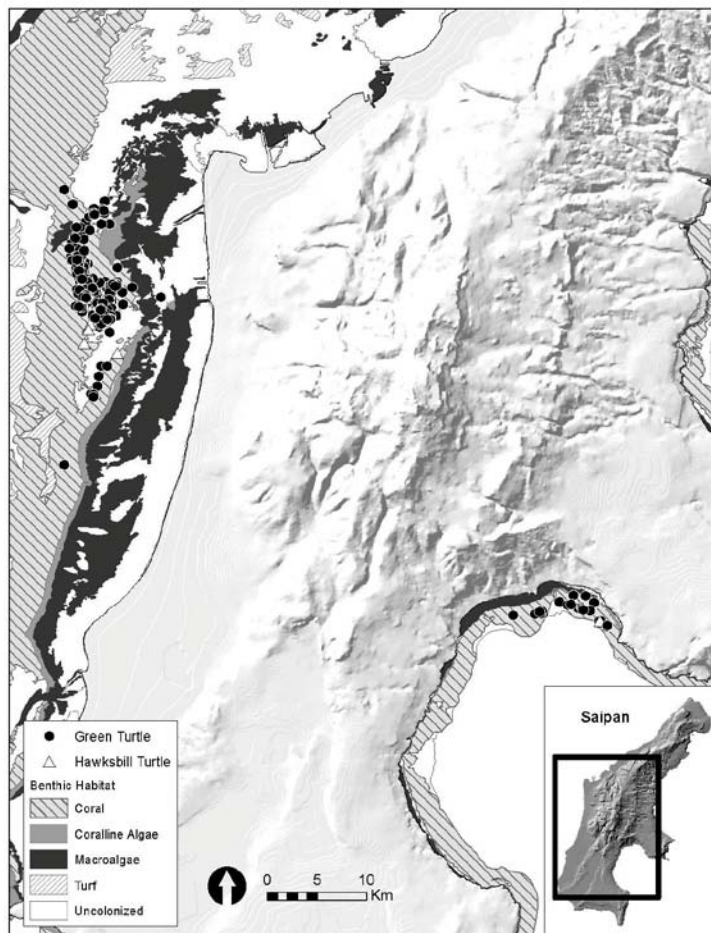 Saipan
Green Turtle
Hawksbill Turtle
Benthic Habitat
Coral
Coralline Algae
Macroalgae
Turf
Uncolonized
0 5 10
Km